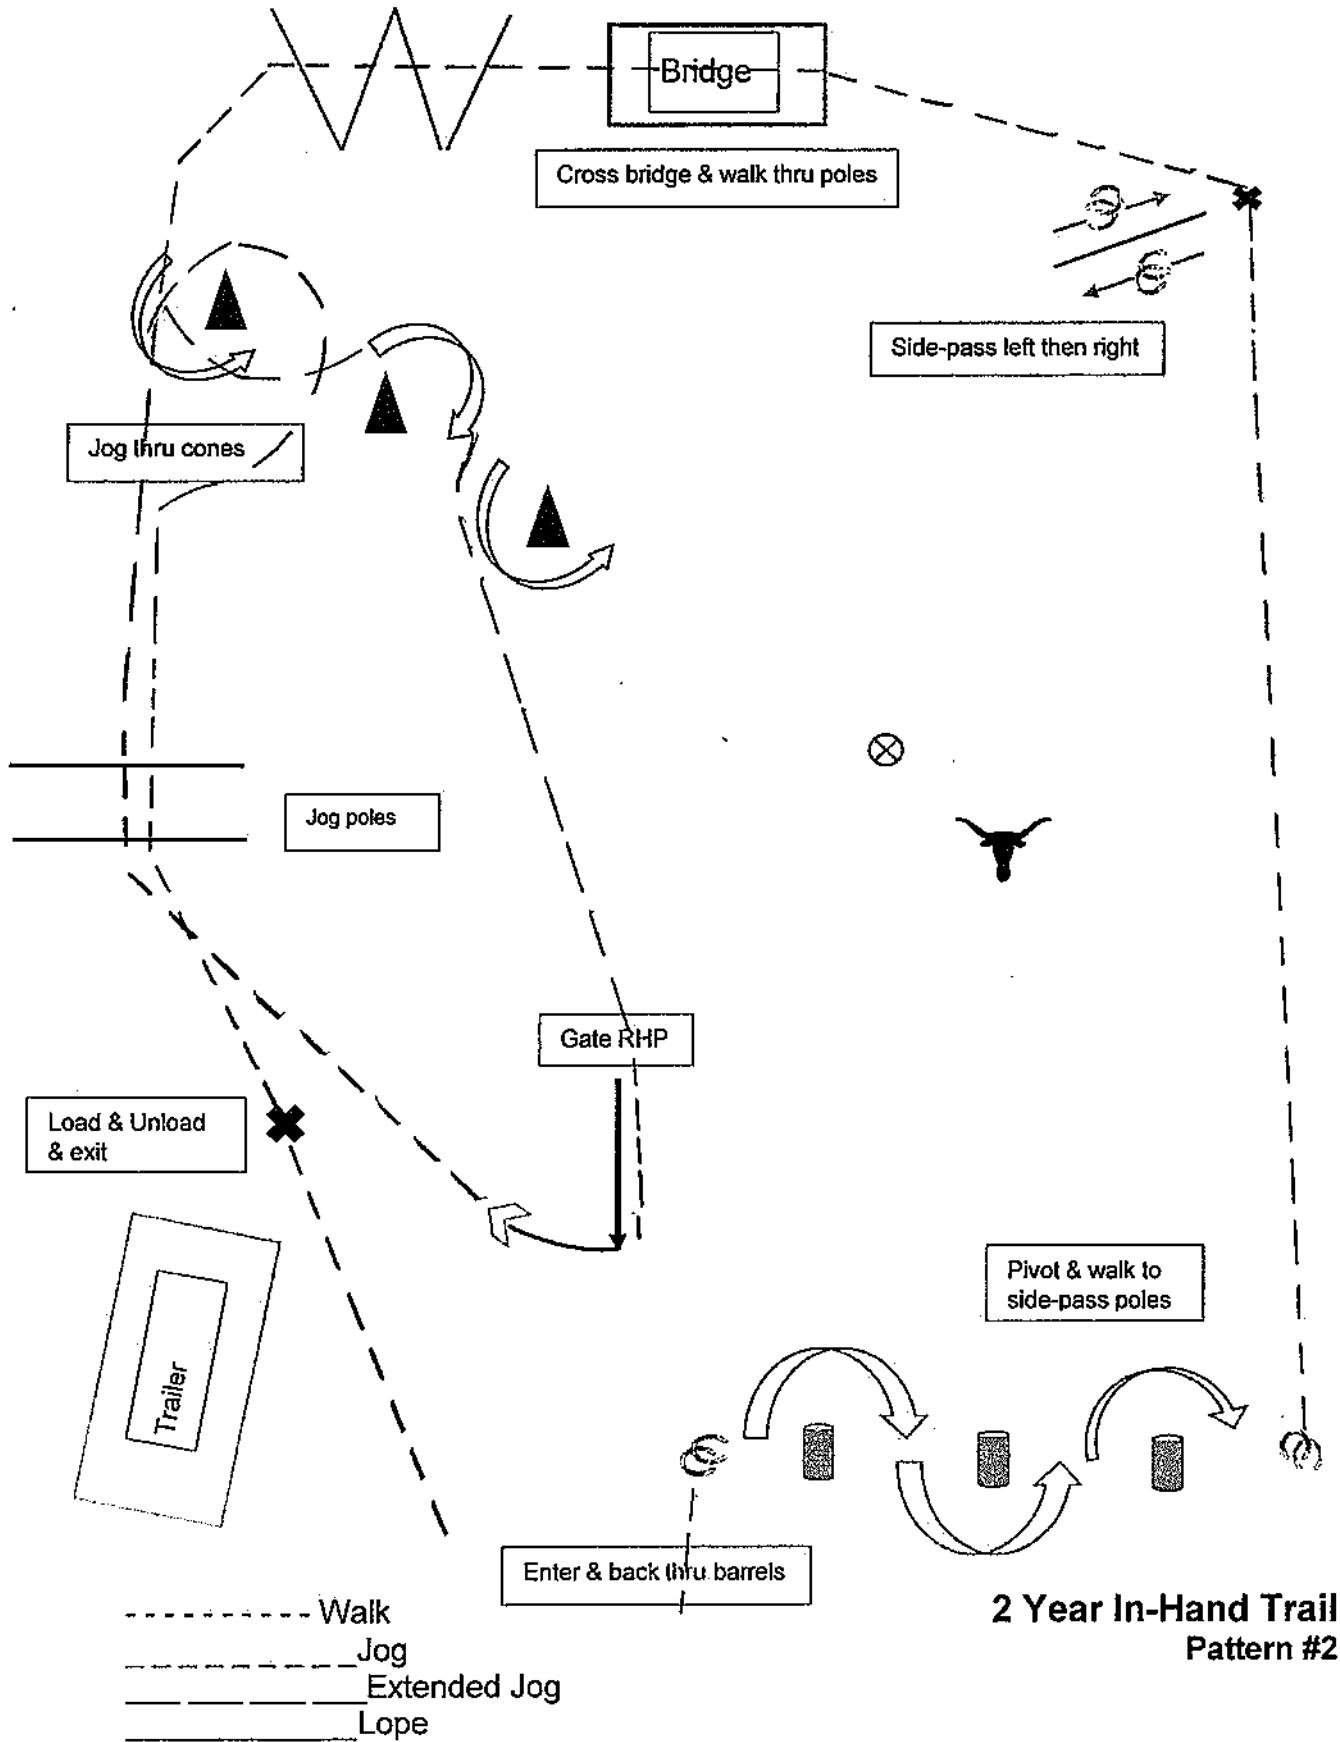 Bridge
Cross bridge & walk thru poles
Side-pass left then right
Jog thru cones
Jog poles
Gate RHP
Load & Unload
& exit
Pivot & walk to
side-pass poles
Trailer
Enter & back thru barrels
2 Year In-Hand Trail
Pattern #2
Walk
Jog
Extended Jog
Lope